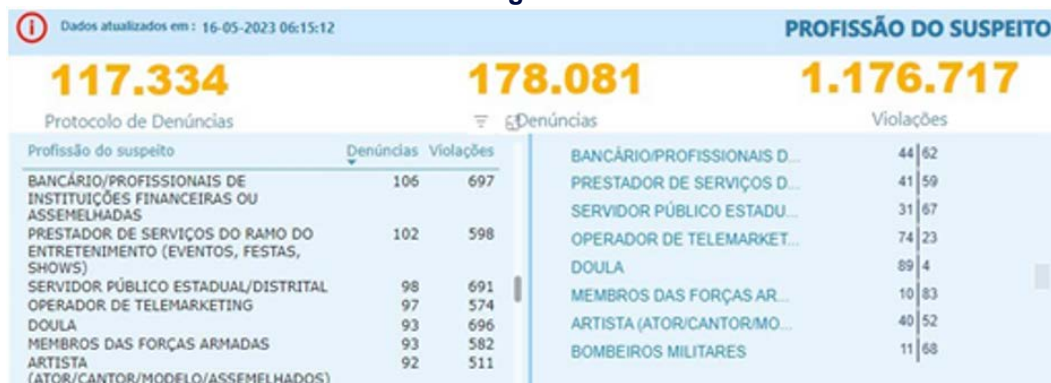 Dados atualizados em : 16-05-2023 06:15:12
PROFISSÃO DO SUSPEITO
117.334
178.081
1.176.717
Protocolo de Denúncias
Denúncias
Violações
Profissão do suspeito Denúncias Violações
BANCÁRIO/PROFISSIONAIS DE 106 697
INSTITUIÇÕES FINANCEIRAS OU
ASSEMELHADAS
PRESTADOR DE SERVIÇOS DO RAMO DO 102 598
ENTRETENIMENTO (EVENTOS, FESTAS,
SHOWS)
SERVIDOR PÚBLICO ESTADUAL/DISTRITAL 98 691
OPERADOR DE TELEMARKETING 97 574
DOULA 93 696
MEMBROS DAS FORÇAS ARMADAS 93 582
ARTISTA 92 511
(ATOR/CANTOR/MODELO/ASSEMELHADOS)
BANCÁRIO/PROFISSIONAIS D... 44 62
PRESTADOR DE SERVIÇOS D... 41 59
SERVIDOR PÚBLICO ESTADU... 31 67
OPERADOR DE TELEMARKET... 74 23
DOULA 89 4
MEMBROS DAS FORÇAS AR... 10 83
ARTISTA (ATOR/CANTOR/MO... 40 52
BOMBEIROS MILITARES 11 68